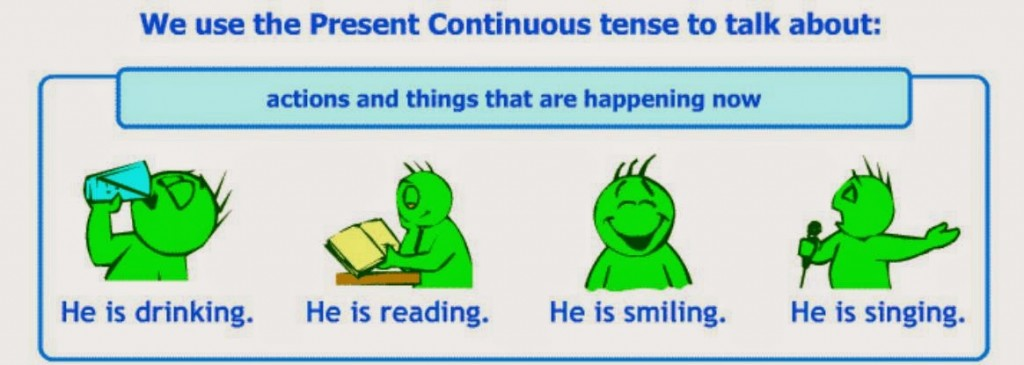 We use the Present Continuous tense to talk about:
actions and things that are happening now
He is drinking. He is reading. He is smiling. He is singing.